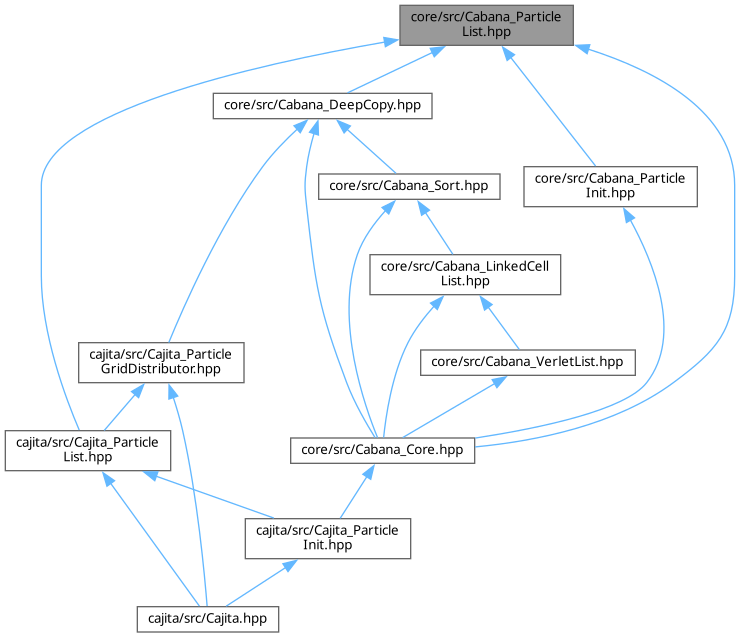 core/src/Cabana_Particle
List.hpp
core/src/Cabana_DeepCopy.hpp
core/src/Cabana_Sort.hpp
core/src/Cabana_Particle
Init.hpp
core/src/Cabana_LinkedCell
List.hpp
cajita/src/Cajita_Particle
GridDistributor.hpp
core/src/Cabana_VerletList.hpp
cajita/src/Cajita_Particle
List.hpp
core/src/Cabana_Core.hpp
cajita/src/Cajita_Particle
Init.hpp
cajita/src/Cajita.hpp